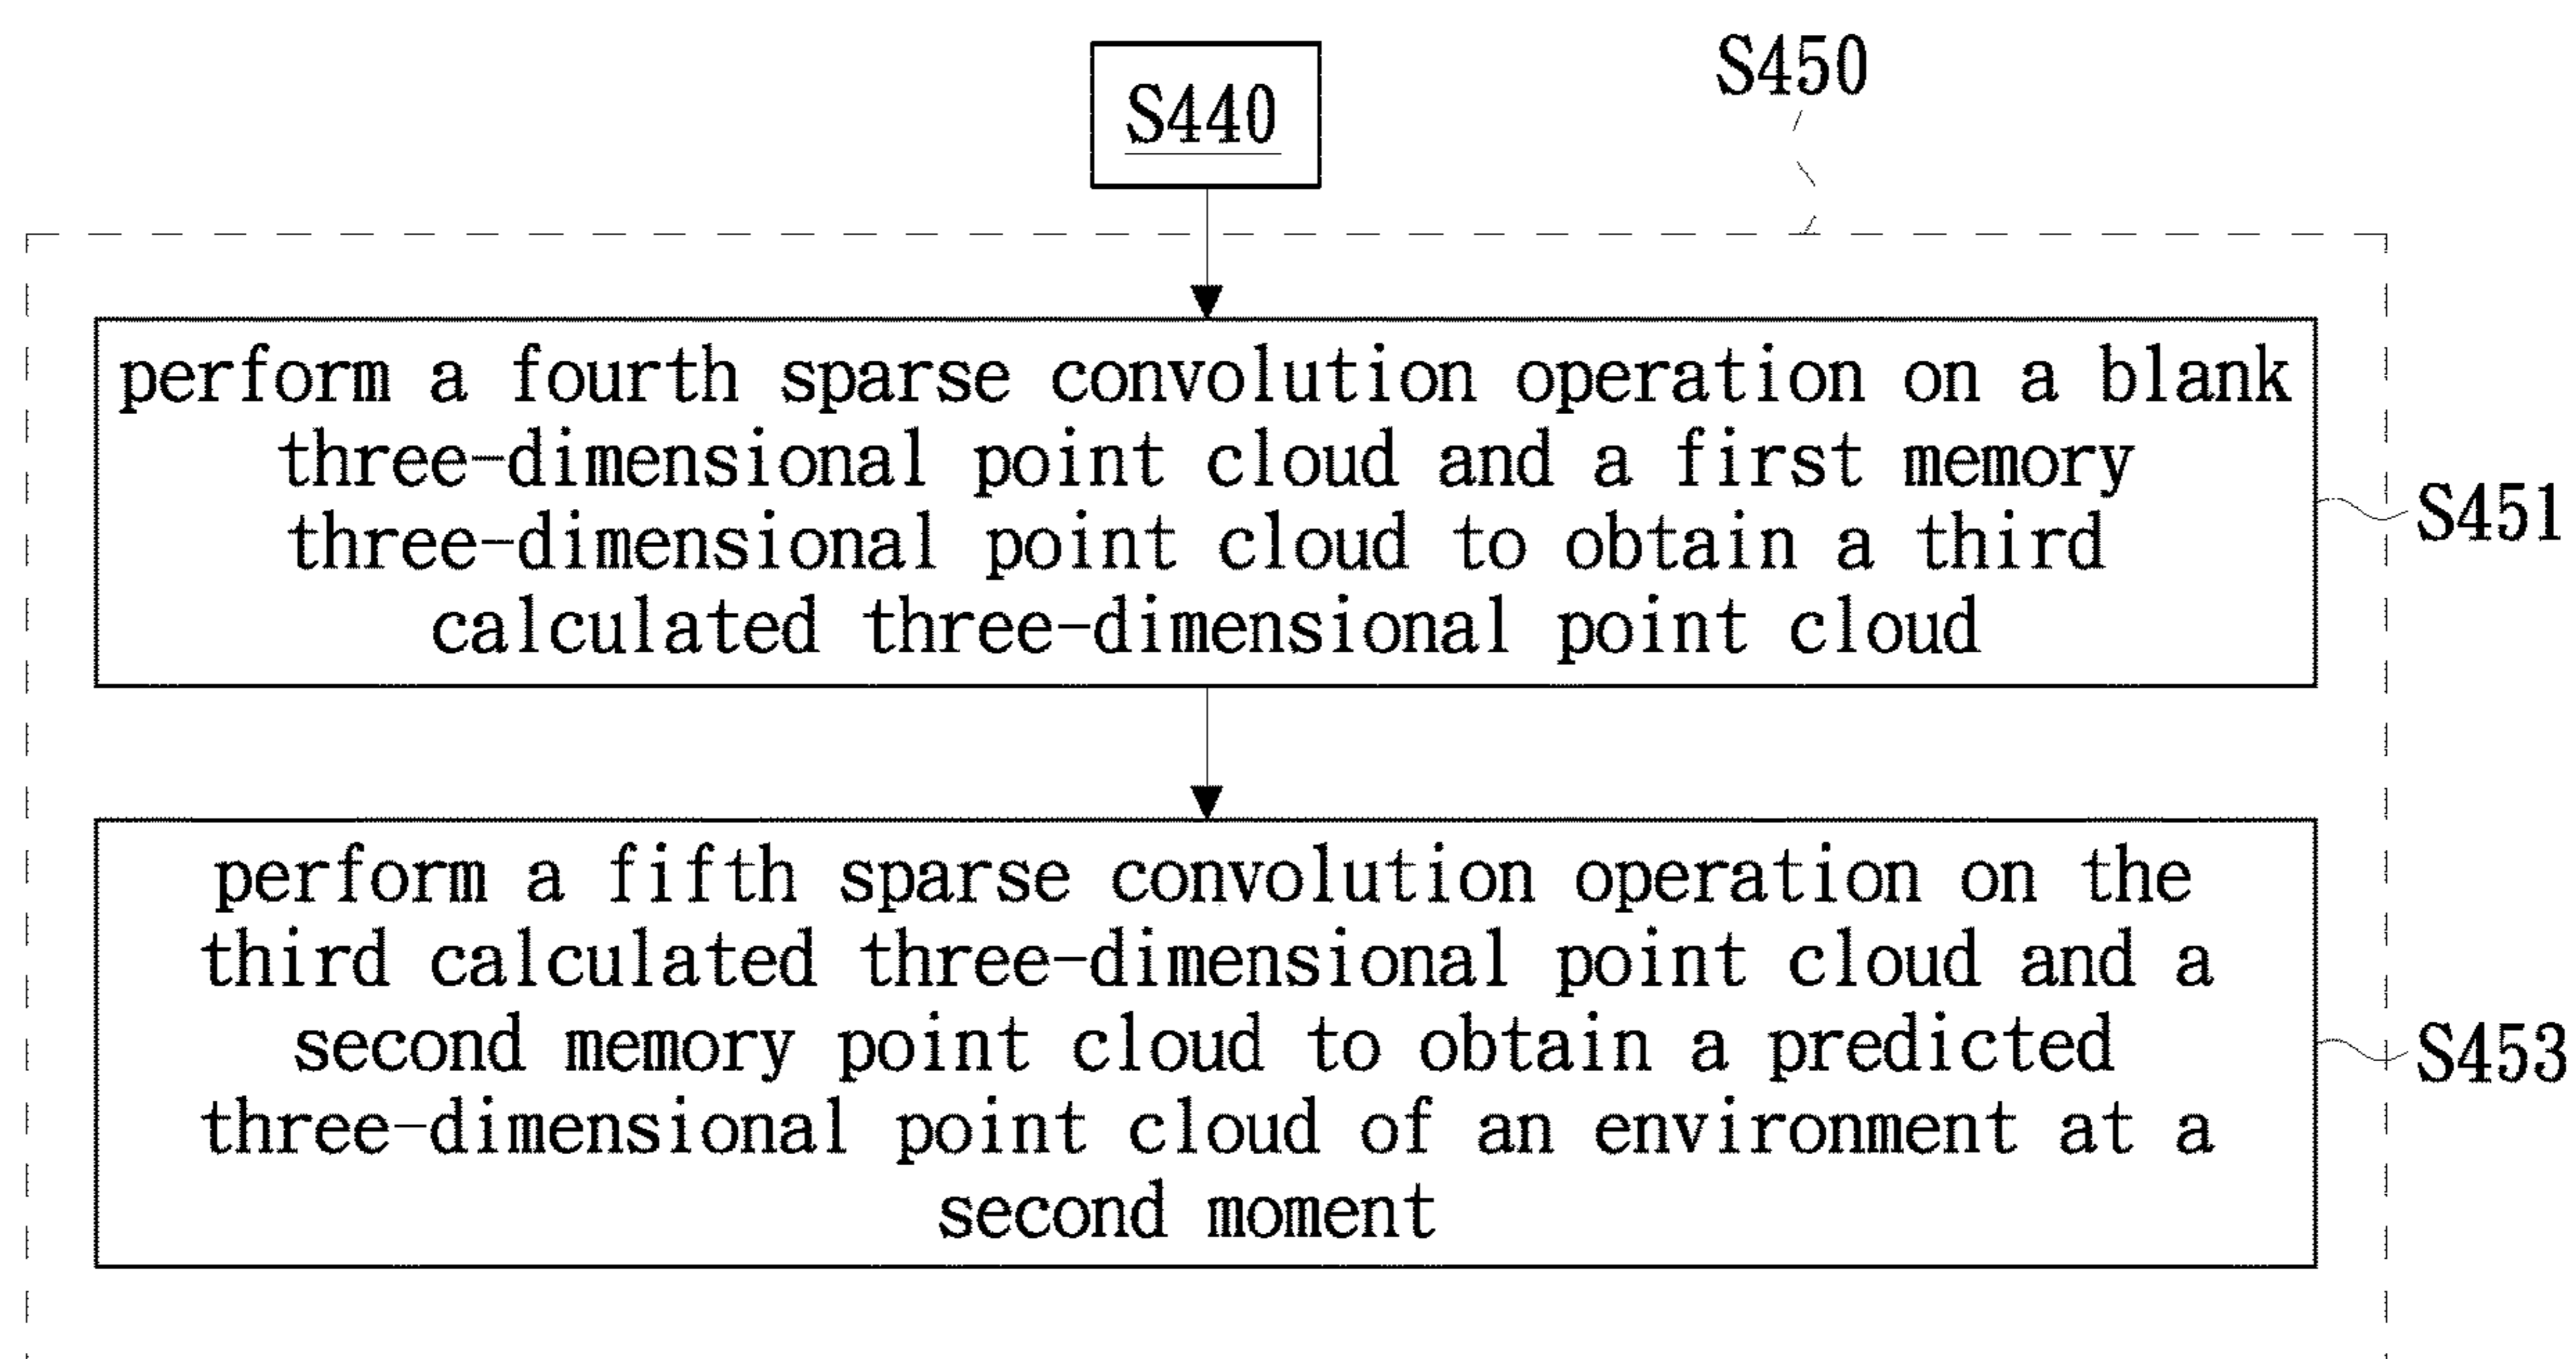 S440
S450
perform a fourth sparse convolution operation on a blank
three-dimensional point cloud and a first memory
three-dimensional point cloud to obtain a third
calculated three-dimensional point cloud
S451
perform a fifth sparse convolution operation on the
third calculated three-dimensional point cloud and a
second memory point cloud to obtain a predicted
three-dimensional point cloud of an environment at a
second moment
S453